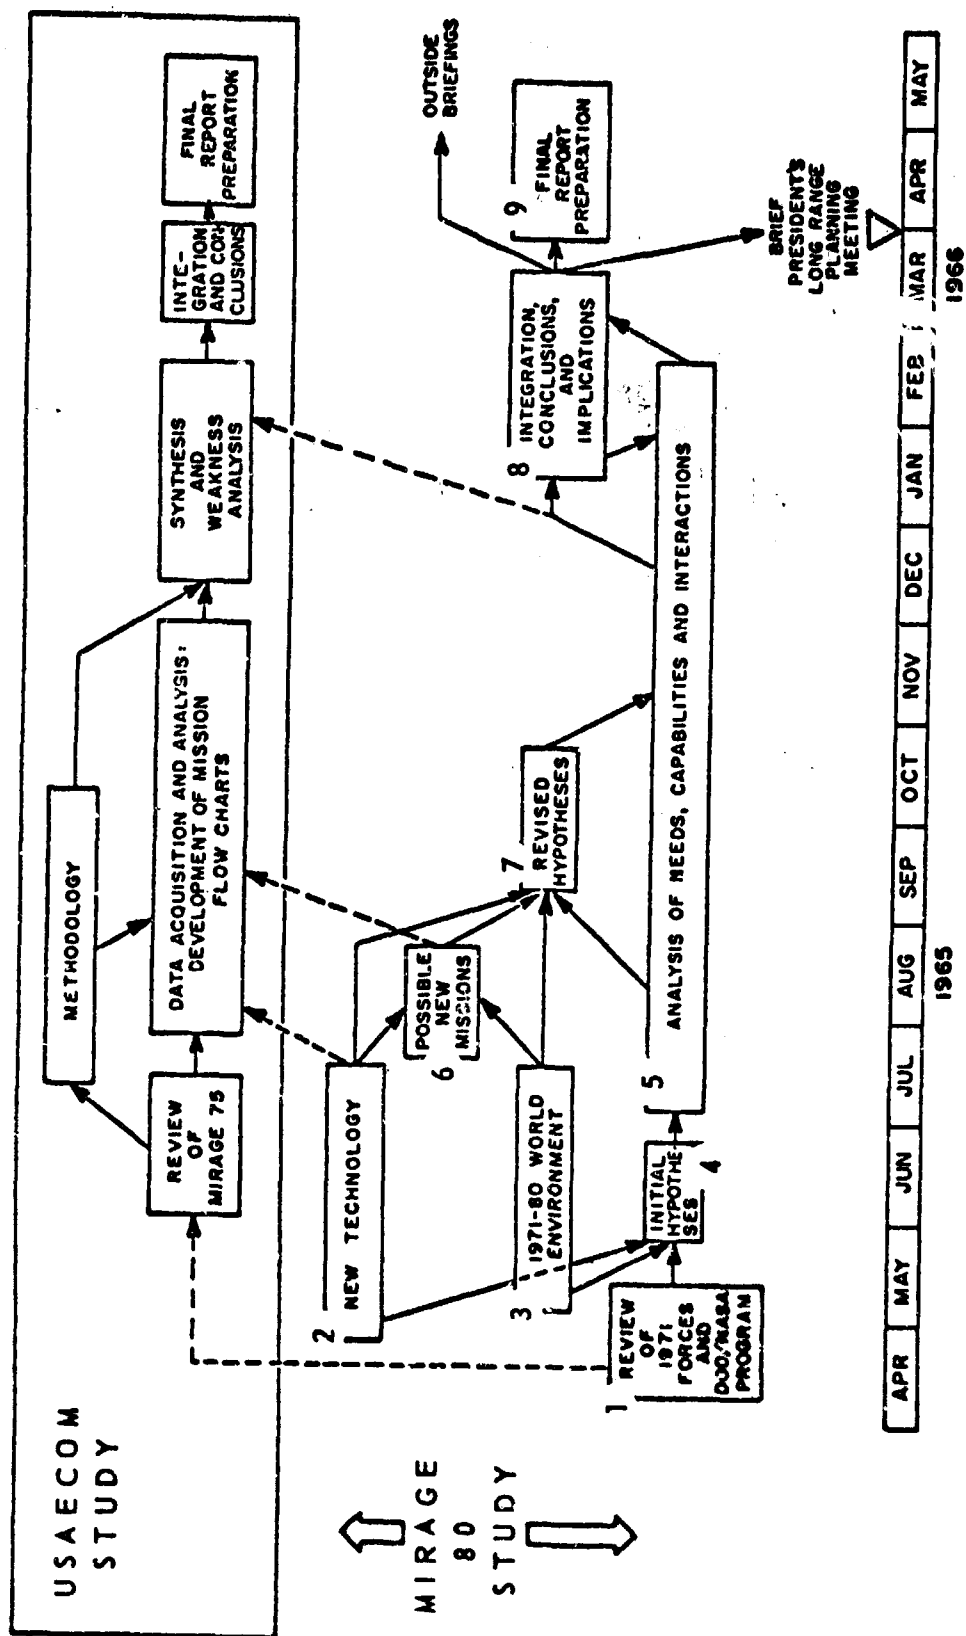 USAECOM
STUDY
METHODOLOGY
REVIEW
OF
MIRAGE 75
DATA ACQUISITION AND ANALYSIS:
DEVELOPMENT OF MISSION
FLOW CHARTS
SYNTHESIS
AND
WEAKNESS
ANALYSIS
INTE-
GRATION
AND CON
CLUSIONS
FINAL
REPORT
PREPARATION
MIRAGE
80
STUDY
2
NEW TECHNOLOGY
6
POSSIBLE
NEW
MISSIONS
3
1971-80 WORLD
ENVIRONMENT
7
REVISED
HYPOTHESES
1
REVIEW
OF
1971
FORCES
AND
DOD/NASA
PROGRAM
INITIAL
HYPOTHE-
SES
4
5
ANALYSIS OF NEEDS, CAPABILITIES AND INTERACTIONS
8
INTEGRATION,
CONCLUSIONS,
AND
IMPLICATIONS
9
FINAL
REPORT
PREPARATION
OUTSIDE
BRIEFINGS
BRIEF
PRESIDENT'S
LONG RANGE
PLANNING
MEETING
APR MAY JUN JUL AUG SEP OCT NOV DEC JAN FEB MAR APR MAY
1965
1966